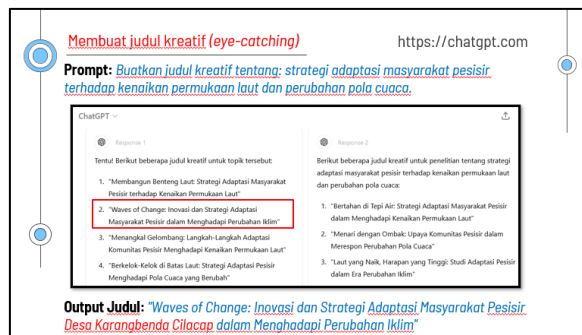 Membuat judul kreatif (eye-catching)
https://chatgpt.com
Prompt: Buatkan judul kreatif tentang: strategi adaptasi masyarakat pesisir
terhadap kenaikan permukaan laut dan perubahan pola cuaca.
ChatGPT
Response 1
Tentu! Berikut beberapa judul kreatif untuk topik tersebut:
1. "Membangun Benteng Laut: Strategi Adaptasi Masyarakat
Pesisir terhadap Kenaikan Permukaan Laut"
2. "Waves of Change: Inovasi dan Strategi Adaptasi
Masyarakat Pesisir dalam Menghadapi Perubahan Iklim"
3. "Menangkal Gelombang: Langkah-Langkah Adaptasi
Komunitas Pesisir Menghadapi Kenaikan Permukaan Laut"
4. "Berkelok-Kelok di Batas Laut: Strategi Adaptasi Pesisir
Menghadapi Pola Cuaca yang Berubah"
Response 2
Berikut beberapa judul kreatif untuk penelitian tentang strategi
adaptasi masyarakat pesisir terhadap kenaikan permukaan laut
dan perubahan pola cuaca:
1. "Bertahan di Tepi Air: Strategi Adaptasi Masyarakat Pesisir
dalam Menghadapi Kenaikan Permukaan Laut"
2. "Menari dengan Ombak: Upaya Komunitas Pesisir dalam
Merespon Perubahan Pola Cuaca"
3. "Laut yang Naik, Harapan yang Tinggi: Studi Adaptasi Pesisir
dalam Era Perubahan Iklim"
Output Judul: "Waves of Change: Inovasi dan Strategi Adaptasi Masyarakat Pesisir
Desa Karangbenda Cilacap dalam Menghadapi Perubahan Iklim"